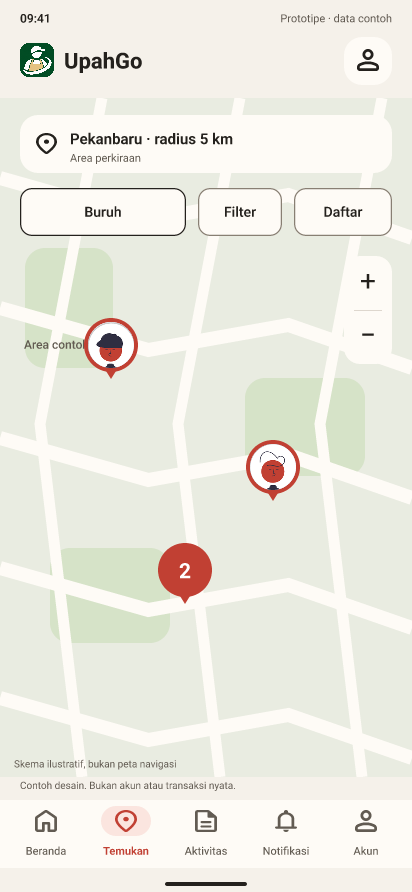 09:41
Prototipe · data contoh
UpahGo
Pekanbaru · radius 5 km
Area perkiraan
Buruh
Filter
Daftar
+
−
Area contoh
2
Skema ilustratif, bukan peta navigasi
Contoh desain. Bukan akun atau transaksi nyata.
Beranda
Temukan
Aktivitas
Notifikasi
Akun